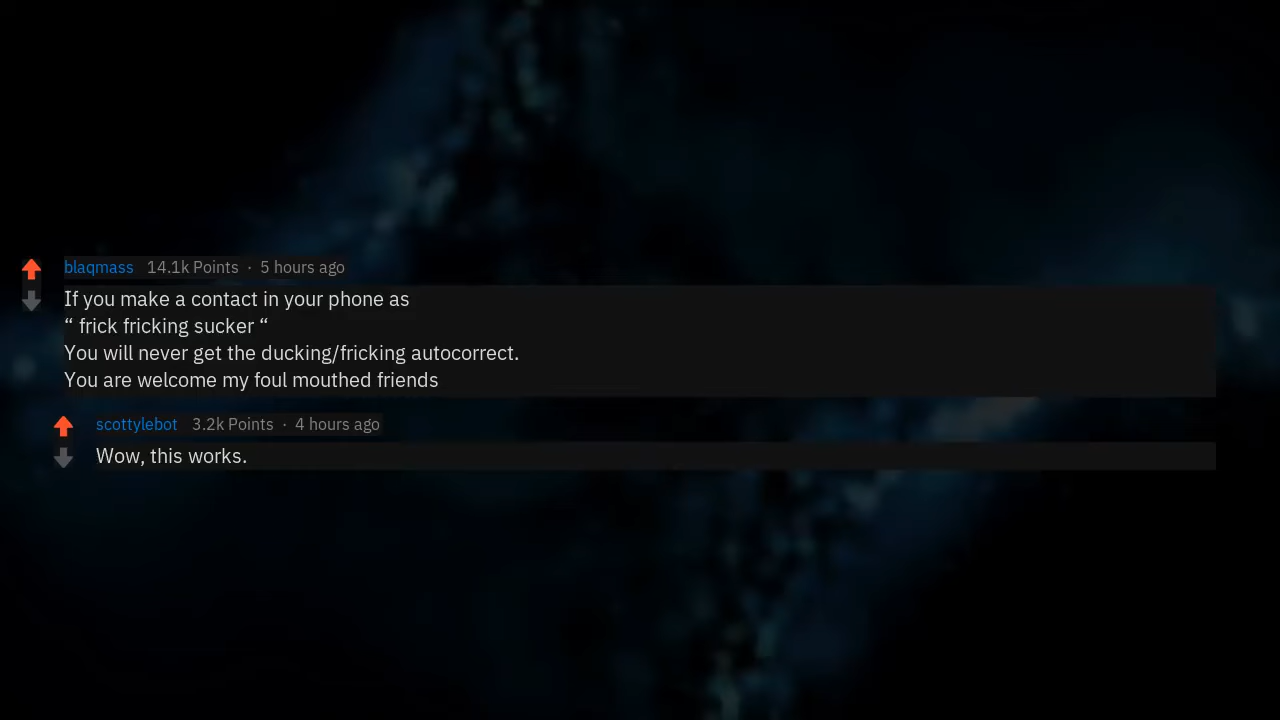 blaqmass 14.1k Points · 5 hours ago
If you make a contact in your phone as
“ frick fricking sucker “
You will never get the ducking/fricking autocorrect.
You are welcome my foul mouthed friends
scottylebot 3.2k Points · 4 hours ago
Wow, this works.